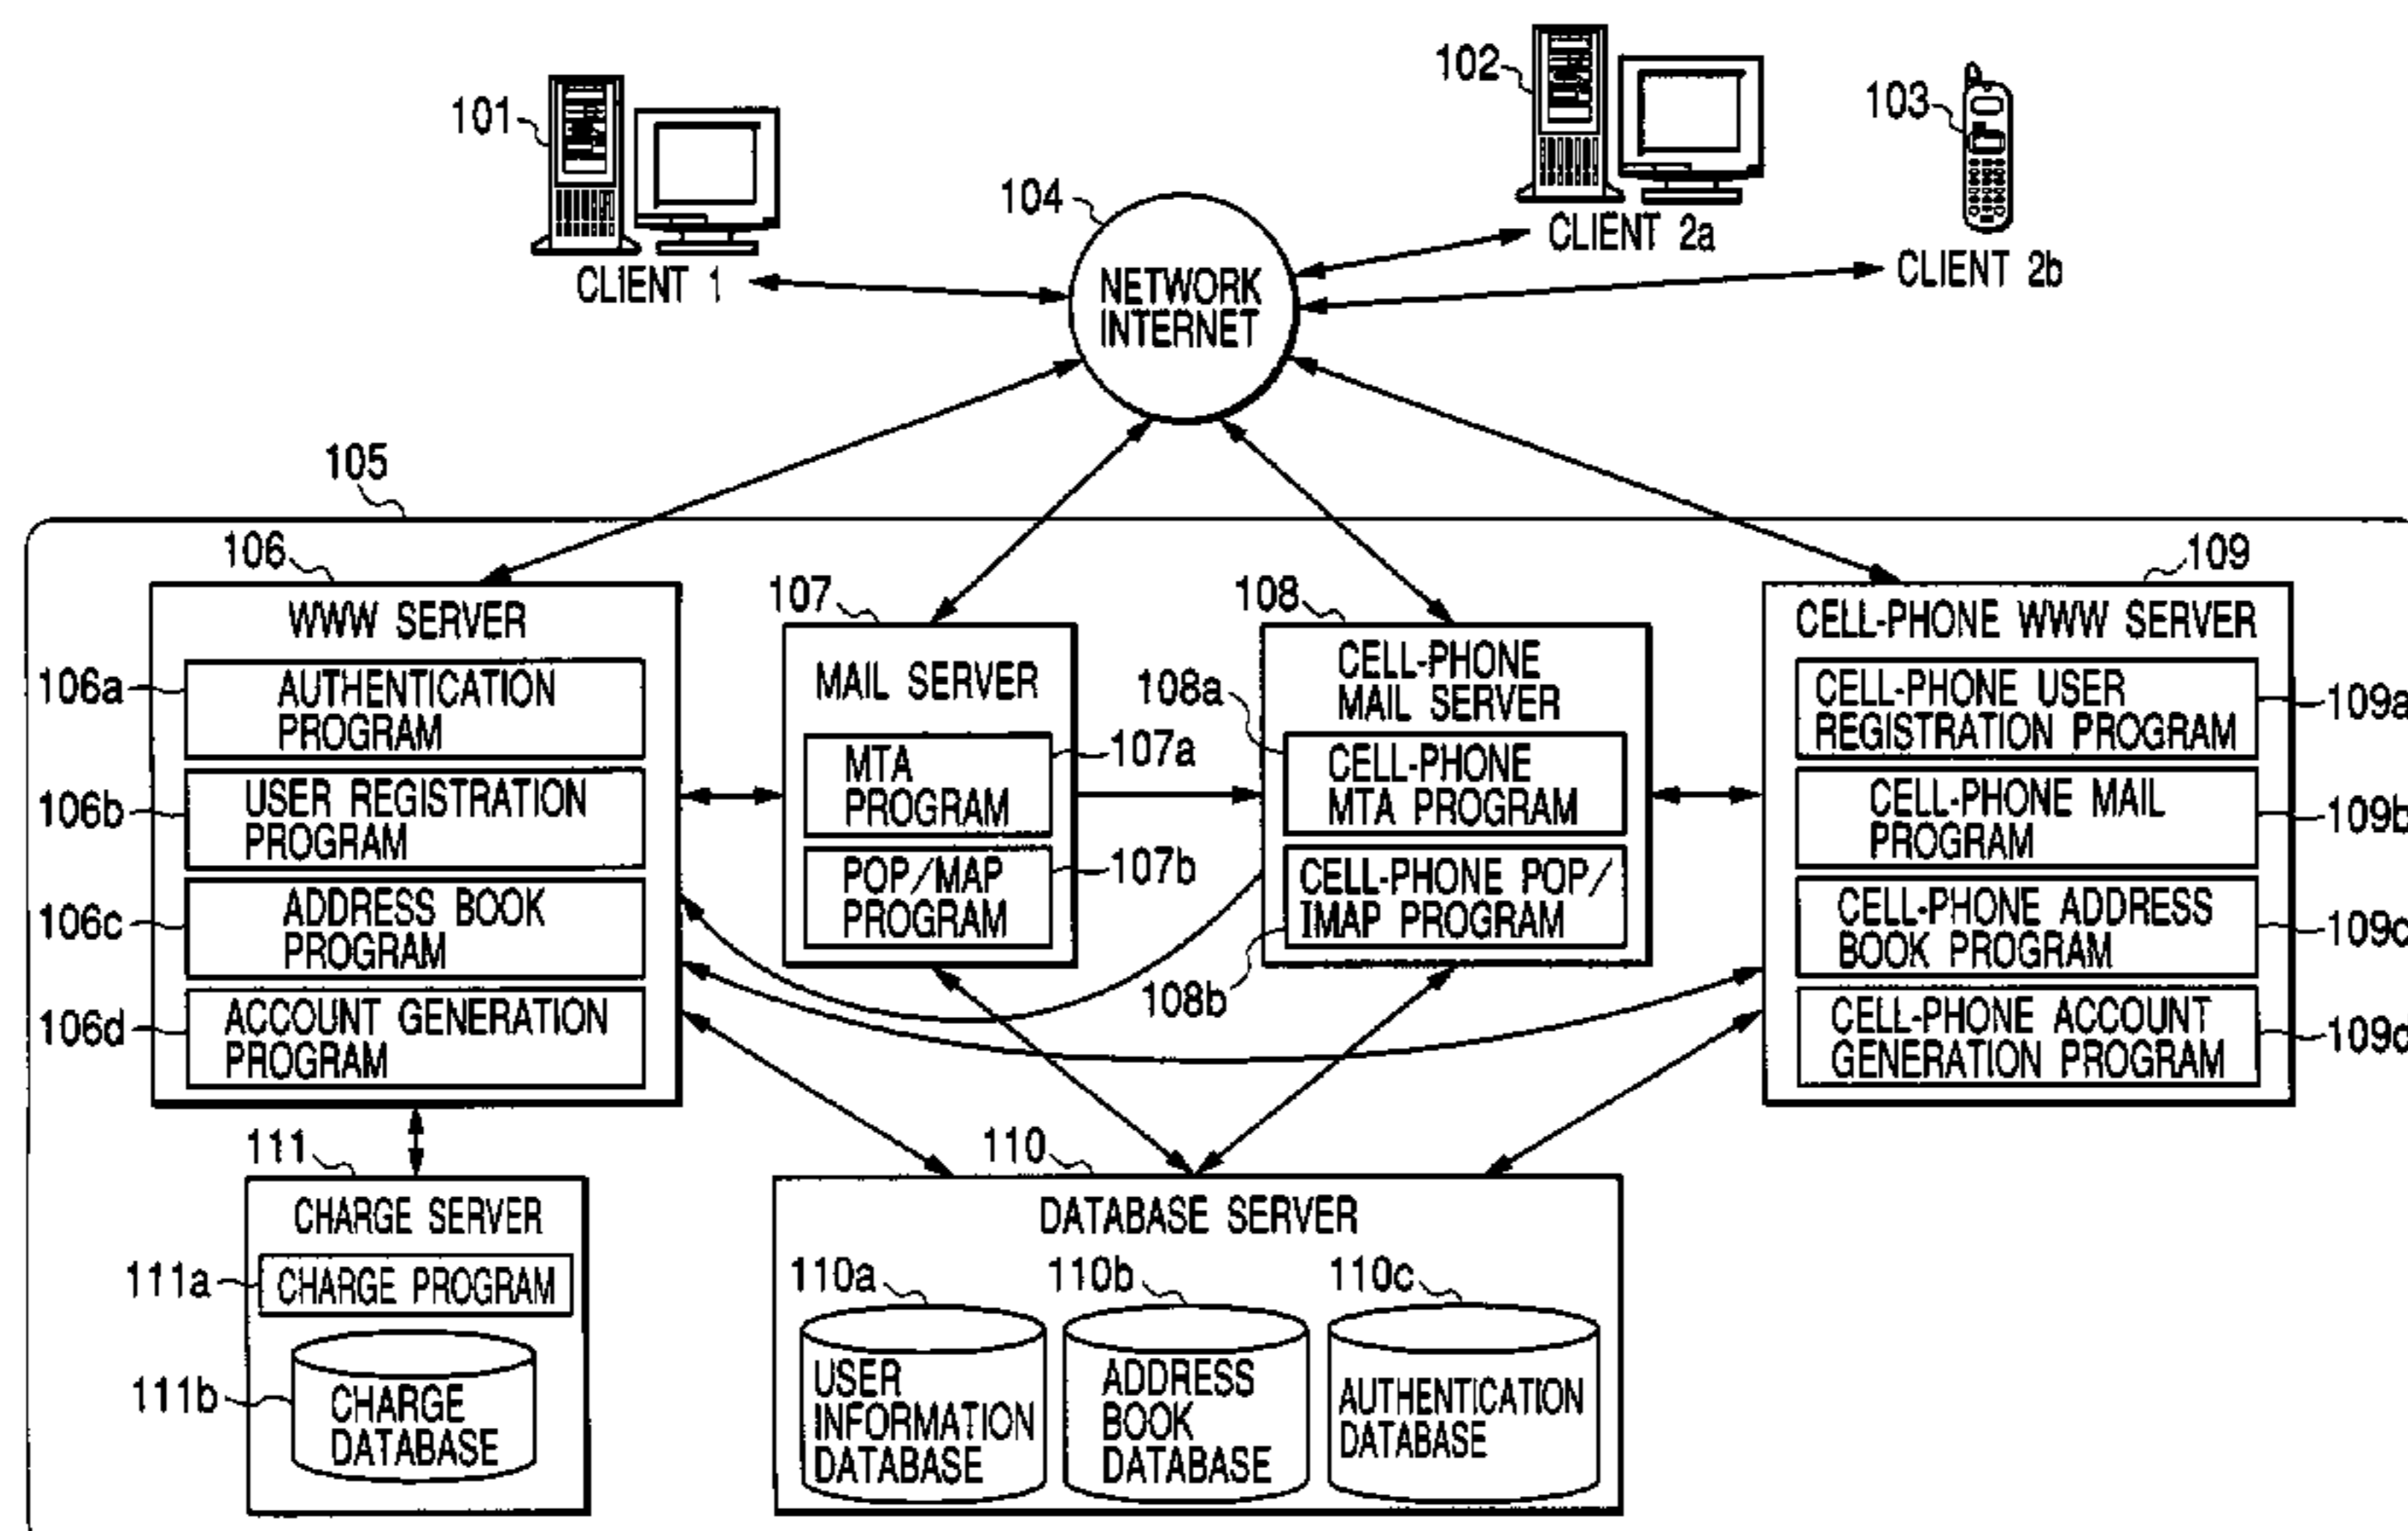 101
CLIENT 1
102
CLIENT 2a
103
CLIENT 2b
104
NETWORK
INTERNET
105
106
WWW SERVER
106a
AUTHENTICATION
PROGRAM
106b
USER REGISTRATION
PROGRAM
106c
ADDRESS BOOK
PROGRAM
106d
ACCOUNT GENERATION
PROGRAM
107
MAIL SERVER
MTA
PROGRAM
107a
POP/MAP
PROGRAM
107b
108
CELL-PHONE
MAIL SERVER
108a
CELL-PHONE
MTA PROGRAM
CELL-PHONE POP/
IMAP PROGRAM
108b
109
CELL-PHONE WWW SERVER
CELL-PHONE USER
REGISTRATION PROGRAM
109a
CELL-PHONE MAIL
PROGRAM
109b
CELL-PHONE ADDRESS
BOOK PROGRAM
109c
CELL-PHONE ACCOUNT
GENERATION PROGRAM
109d
111
CHARGE SERVER
111a
CHARGE PROGRAM
111b
CHARGE
DATABASE
110
DATABASE SERVER
110a
USER
INFORMATION
DATABASE
110b
ADDRESS
BOOK
DATABASE
110c
AUTHENTICATION
DATABASE